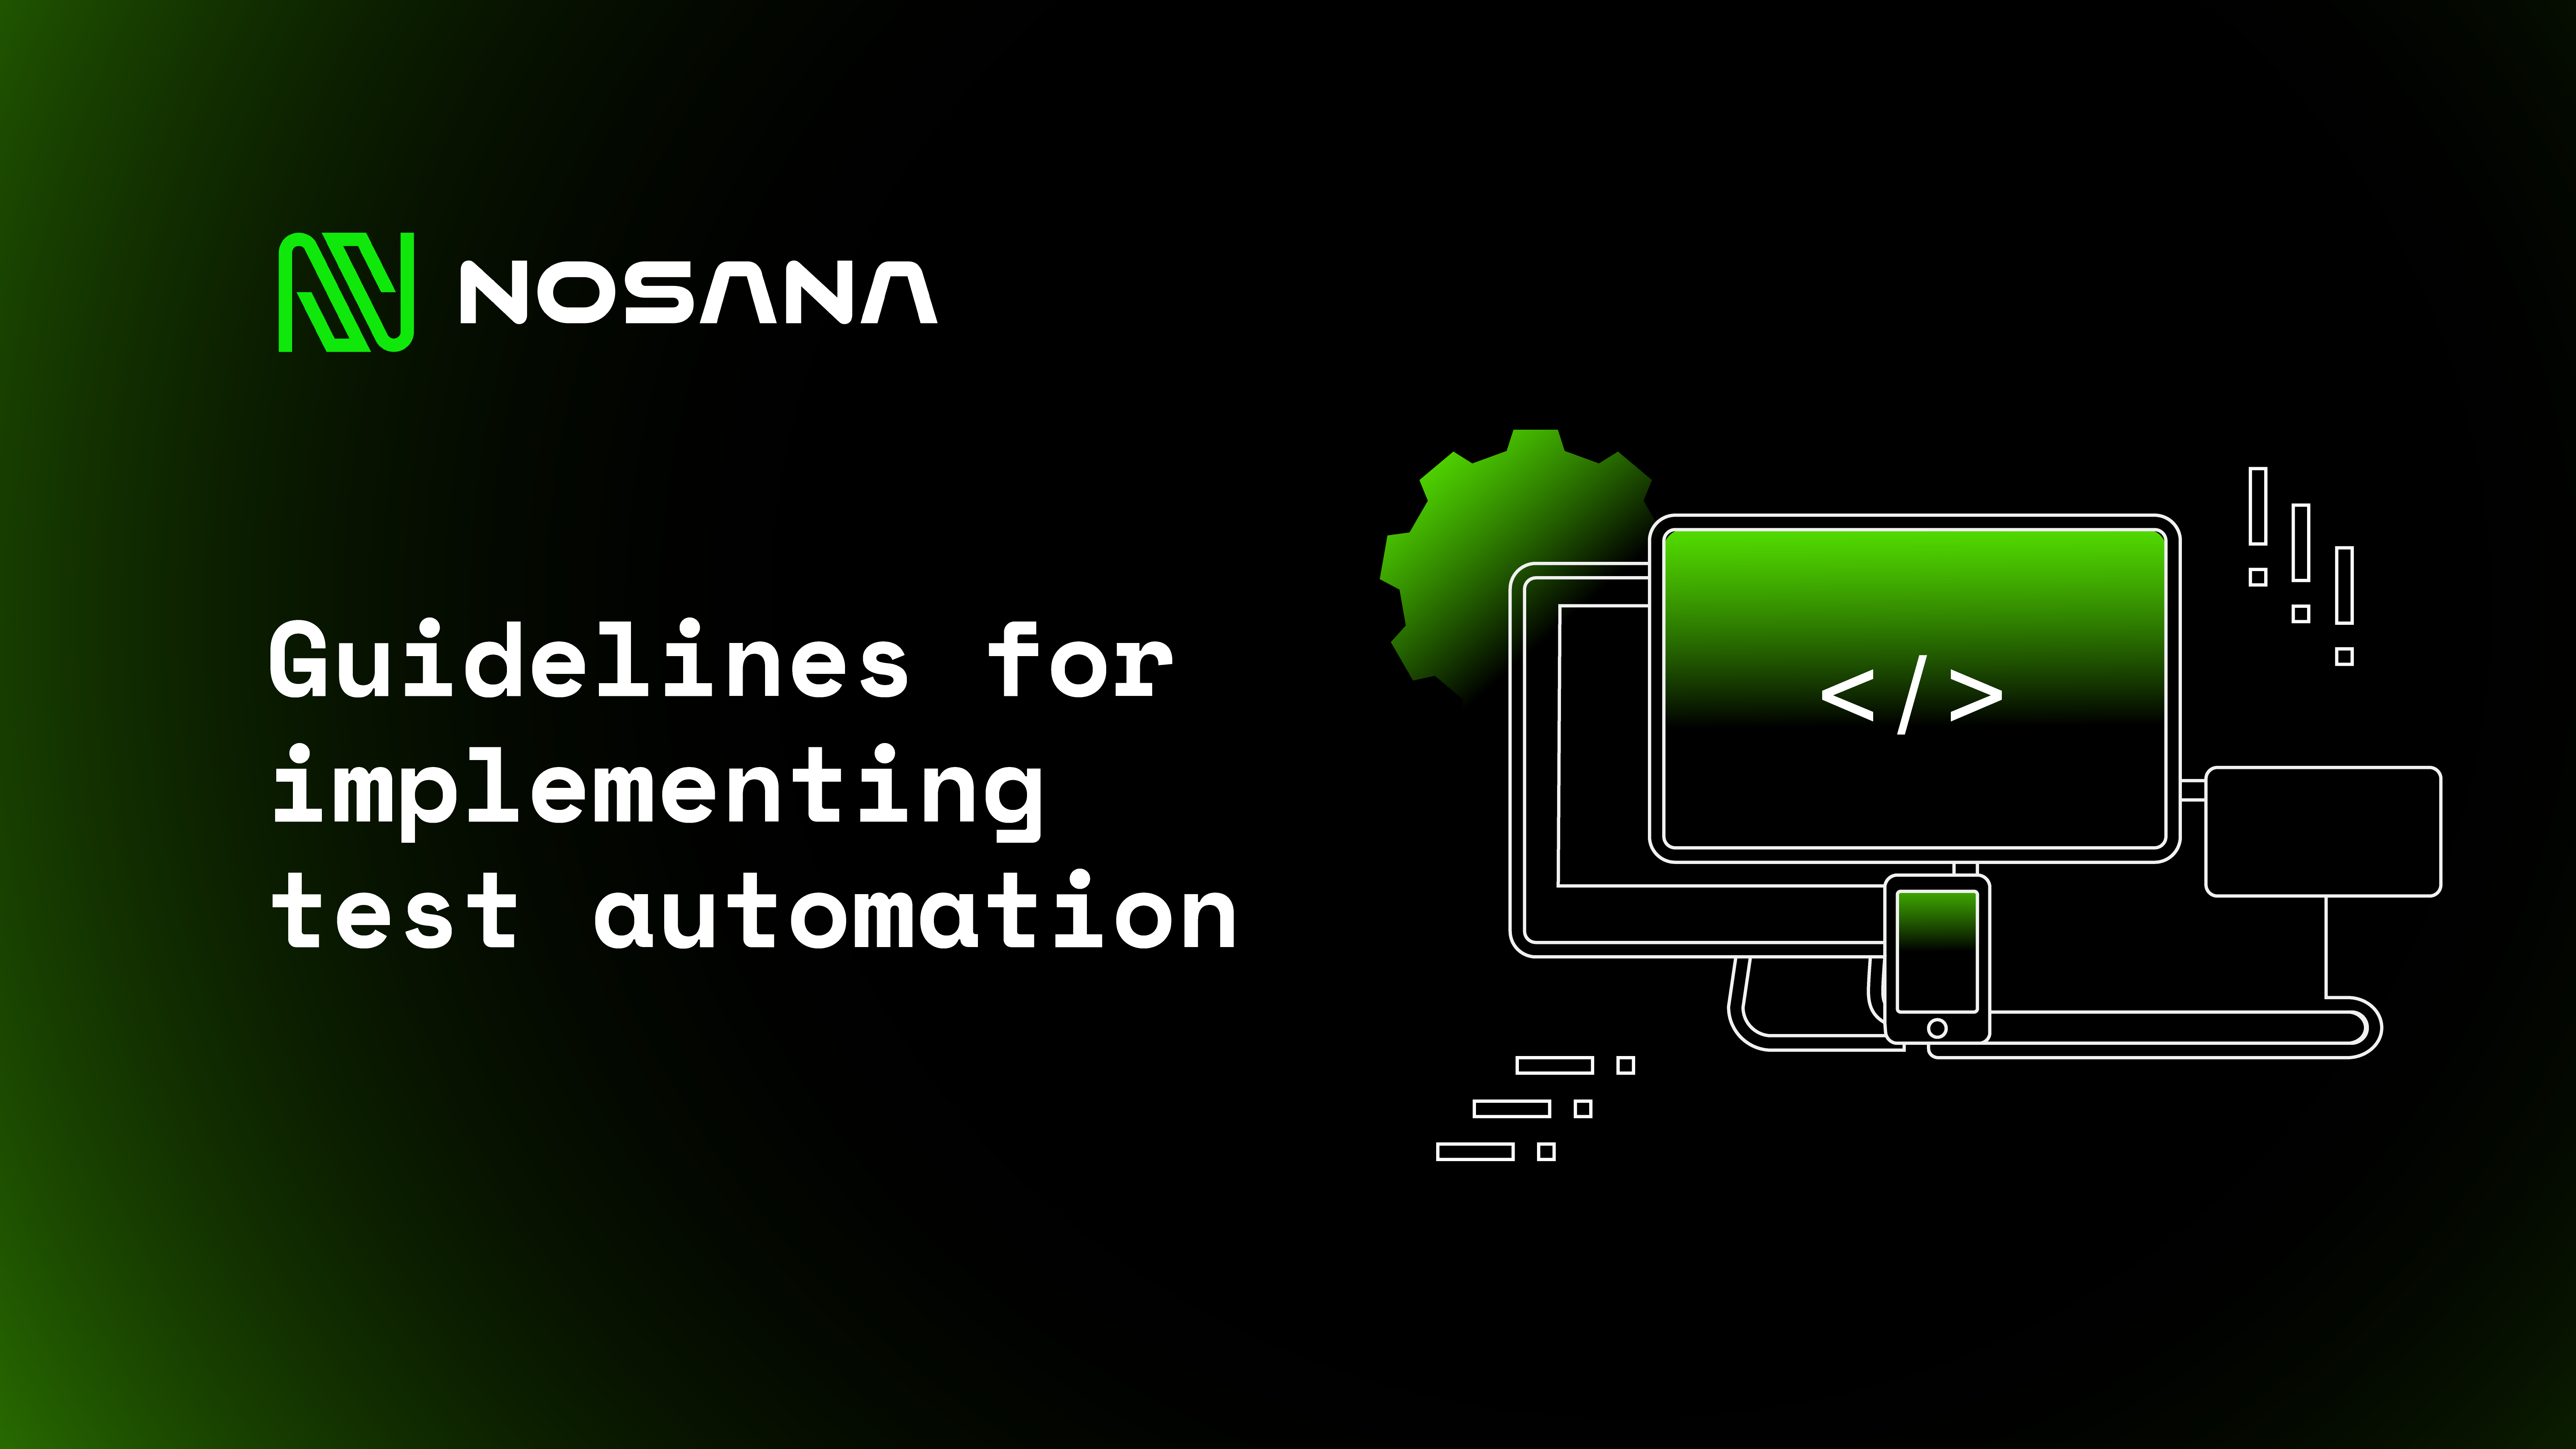 NOSANA
Guidelines for
implementing
test automation
</>